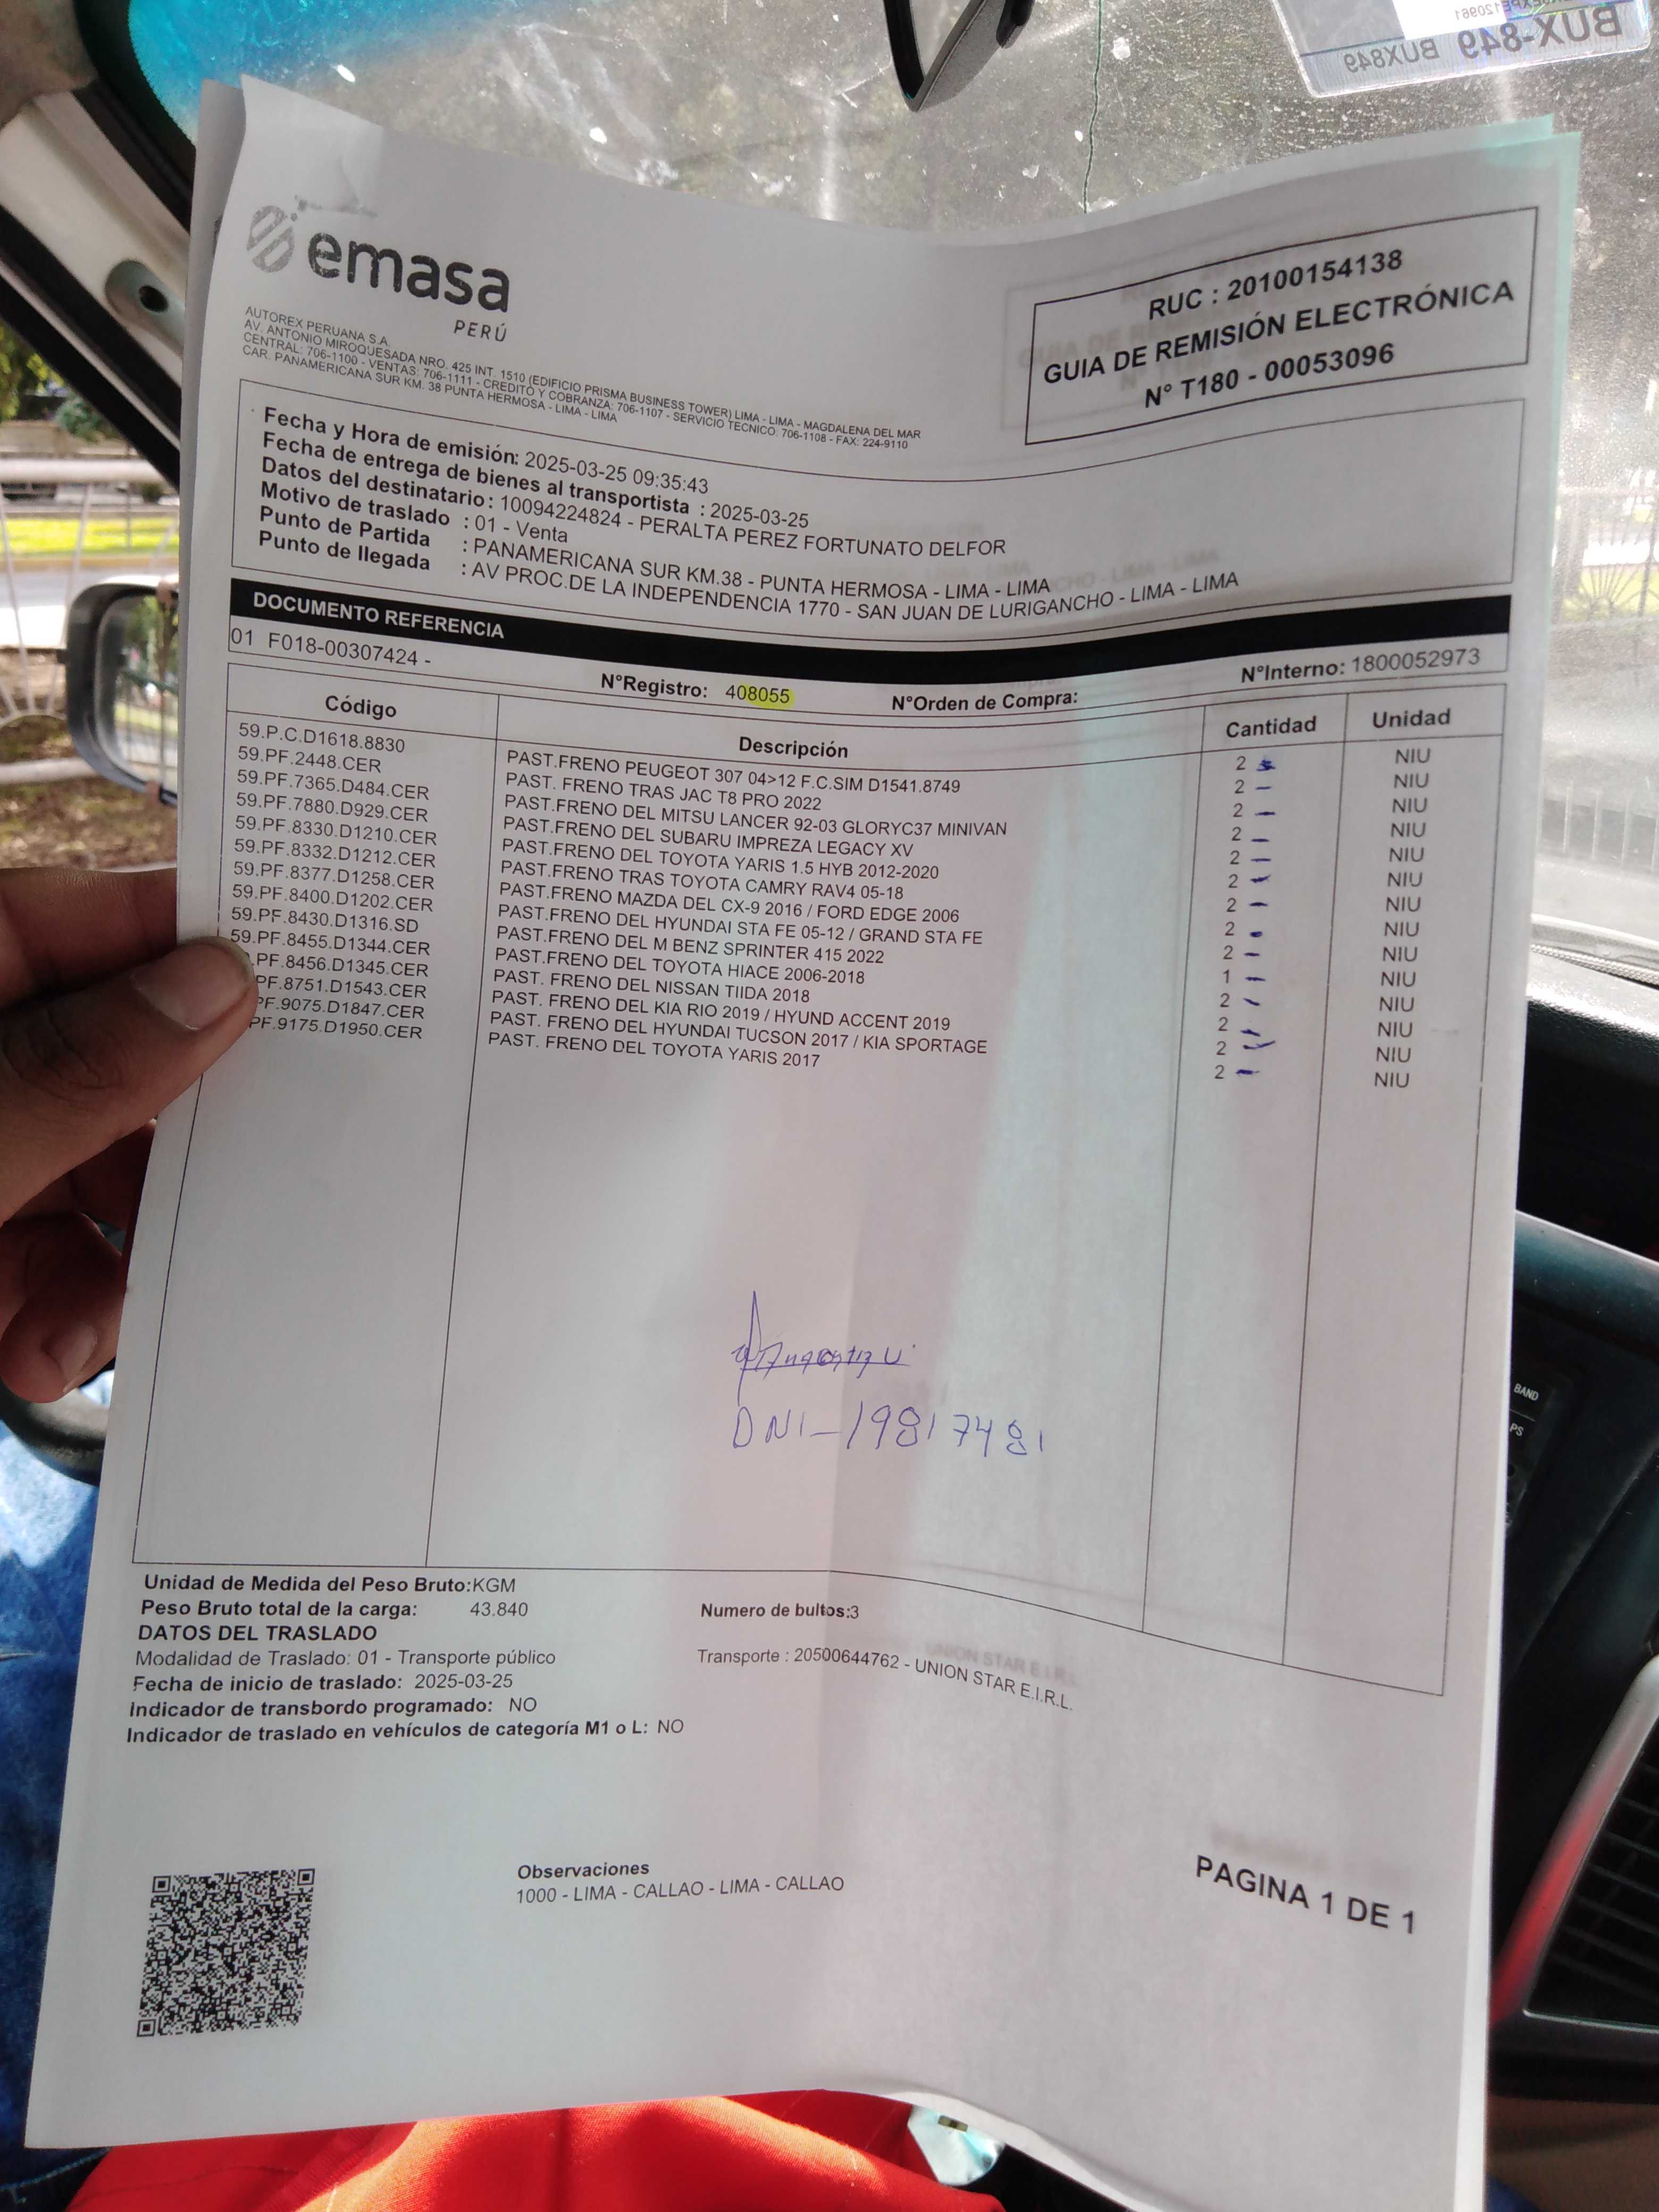 BUX-849 BUX849
emasa
PERÚ
RUC : 20100154138
GUIA DE REMISIÓN ELECTRÓNICA
N° T180 - 00053096
AUTOREX PERUANA S.A.
AV. ANTONIO MIROQUESADA NRO. 425 INT. 1510 (EDIFICIO PRISMA BUSINESS TOWER) LIMA - LIMA - MAGDALENA DEL MAR
CENTRAL: 706-1100 - VENTAS: 706-1111 - CREDITO Y COBRANZA: 706-1107 - SERVICIO TECNICO: 706-1108 - FAX: 224-9110
CAR. PANAMERICANA SUR KM. 38 PUNTA HERMOSA - LIMA - LIMA
Fecha y Hora de emisión: 2025-03-25 09:35:43
Fecha de entrega de bienes al transportista : 2025-03-25
Datos del destinatario : 10094224824 - PERALTA PEREZ FORTUNATO DELFOR
Motivo de traslado : 01 - Venta
Punto de Partida : PANAMERICANA SUR KM.38 - PUNTA HERMOSA - LIMA - LIMA
Punto de llegada : AV PROC.DE LA INDEPENDENCIA 1770 - SAN JUAN DE LURIGANCHO - LIMA - LIMA
DOCUMENTO REFERENCIA
01 F018-00307424 -
N°Registro: 408055 N°Orden de Compra: N°Interno: 1800052973
Código Descripción Cantidad Unidad
59.P.C.D1618.8830 PAST.FRENO PEUGEOT 307 04>12 F.C.SIM D1541.8749 2 NIU
59.PF.2448.CER PAST. FRENO TRAS JAC T8 PRO 2022 2 NIU
59.PF.7365.D484.CER PAST.FRENO DEL MITSU LANCER 92-03 GLORYC37 MINIVAN 2 NIU
59.PF.7880.D929.CER PAST.FRENO DEL SUBARU IMPREZA LEGACY XV 2 NIU
59.PF.8330.D1210.CER PAST.FRENO DEL TOYOTA YARIS 1.5 HYB 2012-2020 2 NIU
59.PF.8332.D1212.CER PAST.FRENO TRAS TOYOTA CAMRY RAV4 05-18 2 NIU
59.PF.8377.D1258.CER PAST.FRENO MAZDA DEL CX-9 2016 / FORD EDGE 2006 2 NIU
59.PF.8400.D1202.CER PAST.FRENO DEL HYUNDAI STA FE 05-12 / GRAND STA FE 2 NIU
59.PF.8430.D1316.SD PAST.FRENO DEL M BENZ SPRINTER 415 2022 2 NIU
59.PF.8455.D1344.CER PAST.FRENO DEL TOYOTA HIACE 2006-2018 1 NIU
.PF.8456.D1345.CER PAST.FRENO DEL NISSAN TIIDA 2018 2 NIU
PF.8751.D1543.CER PAST. FRENO DEL KIA RIO 2019 / HYUND ACCENT 2019 2 NIU
PF.9075.D1847.CER PAST. FRENO DEL HYUNDAI TUCSON 2017 / KIA SPORTAGE 2 NIU
PF.9175.D1950.CER PAST. FRENO DEL TOYOTA YARIS 2017 2 NIU
DNI-19817481
Unidad de Medida del Peso Bruto:KGM
Peso Bruto total de la carga: 43.840 Numero de bultos:3
DATOS DEL TRASLADO
Modalidad de Traslado: 01 - Transporte público Transporte : 20500644762 - UNION STAR E.I.R.L.
Fecha de inicio de traslado: 2025-03-25
Indicador de transbordo programado: NO
Indicador de traslado en vehículos de categoría M1 o L: NO
Observaciones
1000 - LIMA - CALLAO - LIMA - CALLAO
PAGINA 1 DE 1
BAND
PS